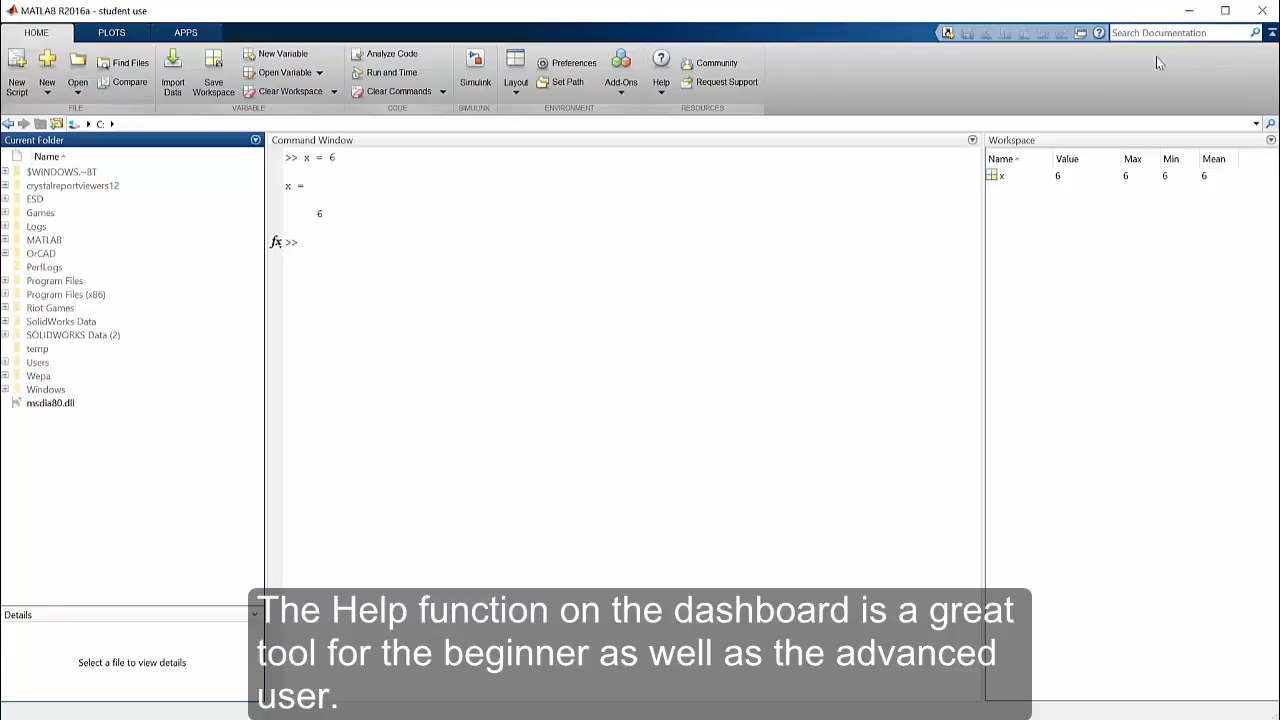 MATLAB R2016a - student use
HOME PLOTS APPS
Search Documentation
New Script
New
Open
Find Files
Compare
FILE
Import Data
Save Workspace
New Variable
Open Variable
Clear Workspace
VARIABLE
Analyze Code
Run and Time
Clear Commands
CODE
Simulink
SIMULINK
Layout
Preferences
Set Path
Add-Ons
ENVIRONMENT
Help
Community
Request Support
RESOURCES
C:
Current Folder
Name
$WINDOWS.~BT
crystalreportviewers12
ESD
Games
Logs
MATLAB
OrCAD
PerfLogs
Program Files
Program Files (x86)
Riot Games
SolidWorks Data
SOLIDWORKS Data (2)
temp
Users
Wepa
Windows
msdia80.dll
Details
Select a file to view details
Command Window
>> x = 6
x =
6
fx >>
Workspace
Name Value Max Min Mean
x 6 6 6 6
The Help function on the dashboard is a great
tool for the beginner as well as the advanced
user.